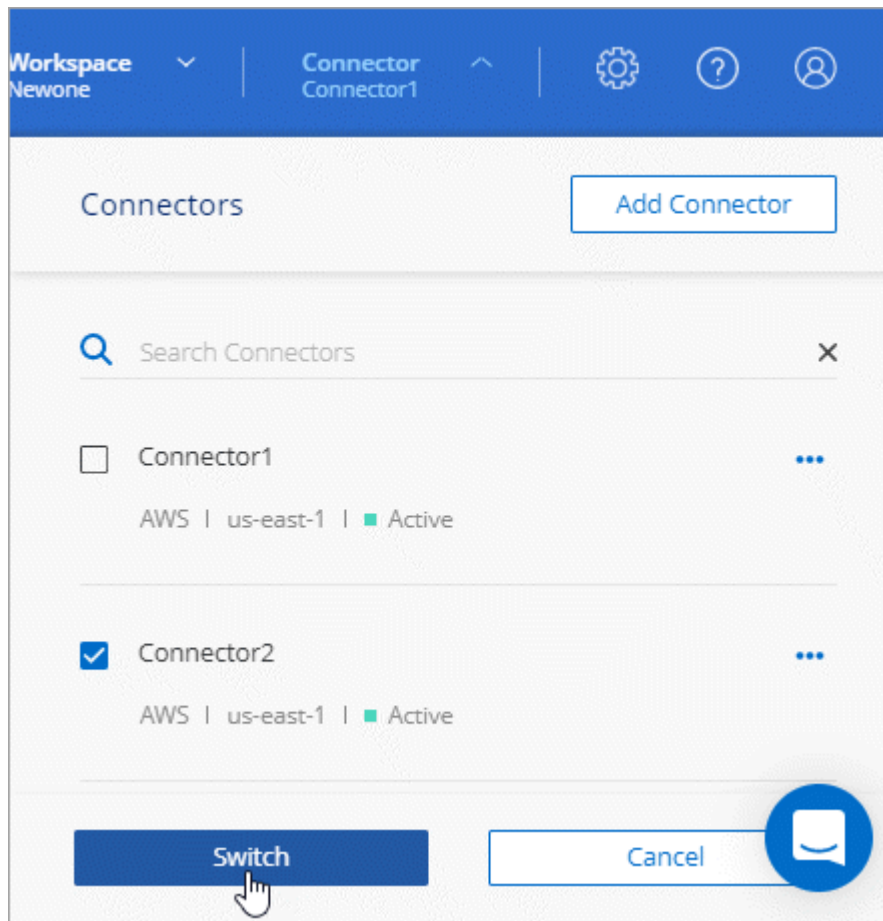 Workspace
Newone
Connector
Connector1
?
Connectors
Add Connector
Search Connectors
Connector1
AWS | us-east-1 | Active
Connector2
AWS | us-east-1 | Active
Switch
Cancel